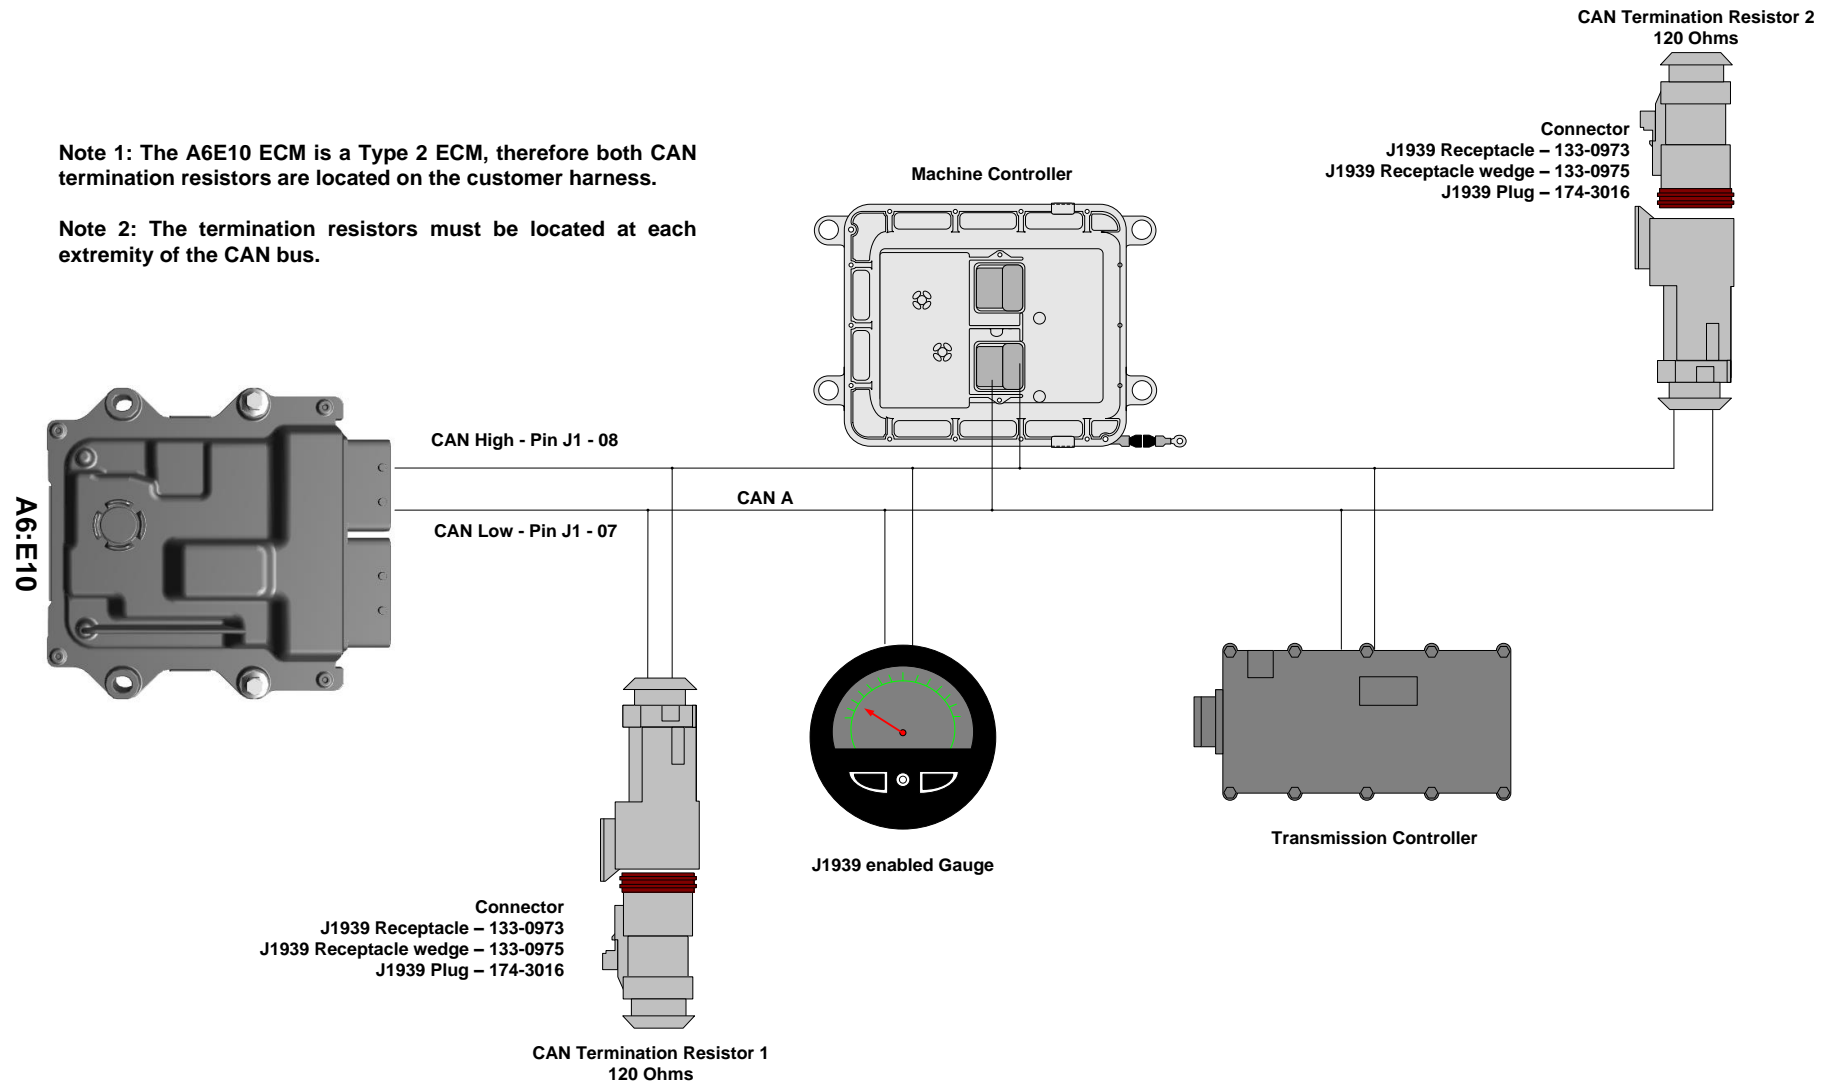 CAN Termination Resistor 2
120 Ohms
Connector
J1939 Receptacle – 133-0973
J1939 Receptacle wedge – 133-0975
J1939 Plug – 174-3016
Note 1: The A6E10 ECM is a Type 2 ECM, therefore both CAN
termination resistors are located on the customer harness.
Note 2: The termination resistors must be located at each
extremity of the CAN bus.
Machine Controller
A6:E10
CAN High - Pin J1 - 08
CAN A
CAN Low - Pin J1 - 07
Transmission Controller
J1939 enabled Gauge
Connector
J1939 Receptacle – 133-0973
J1939 Receptacle wedge – 133-0975
J1939 Plug – 174-3016
CAN Termination Resistor 1
120 Ohms